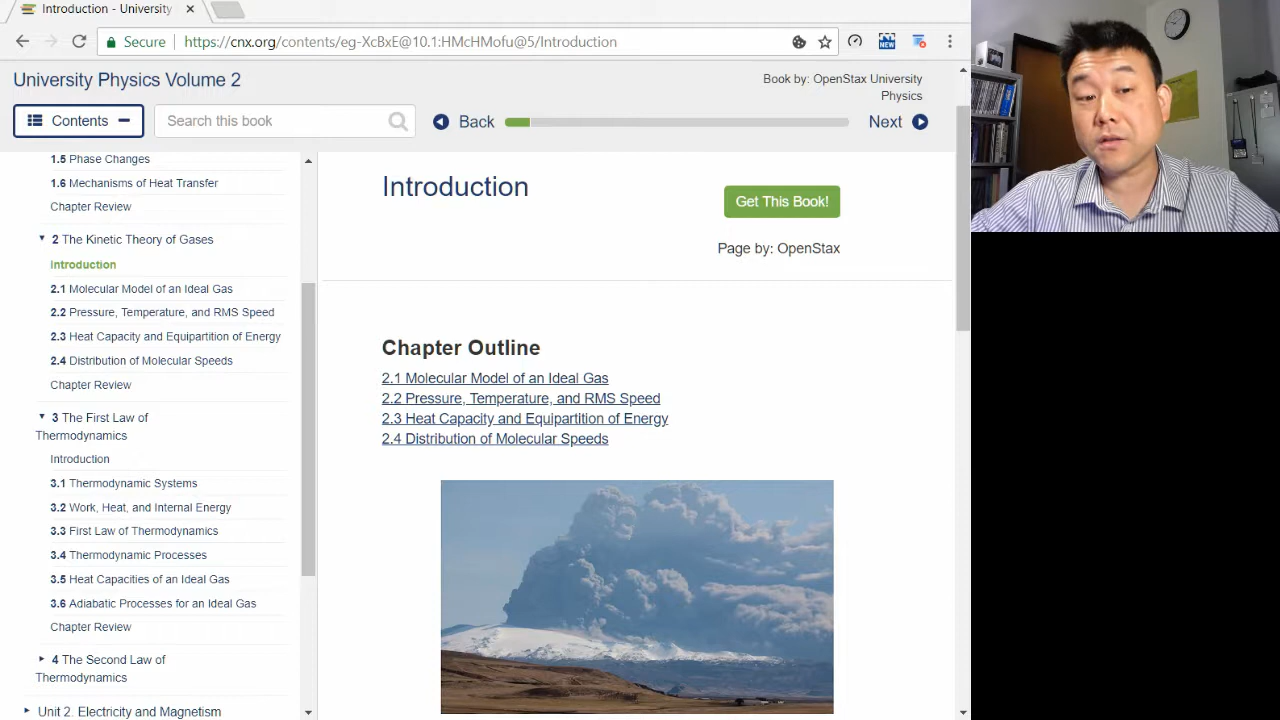 Introduction - University
Secure
https://cnx.org/contents/eg-XcBxE@10.1:HMcHMofu@5/Introduction
NEW
University Physics Volume 2
Book by: OpenStax University
Physics
Contents
Search this book
Back
Next
1.5 Phase Changes
1.6 Mechanisms of Heat Transfer
Chapter Review
2 The Kinetic Theory of Gases
Introduction
2.1 Molecular Model of an Ideal Gas
2.2 Pressure, Temperature, and RMS Speed
2.3 Heat Capacity and Equipartition of Energy
2.4 Distribution of Molecular Speeds
Chapter Review
3 The First Law of
Thermodynamics
Introduction
3.1 Thermodynamic Systems
3.2 Work, Heat, and Internal Energy
3.3 First Law of Thermodynamics
3.4 Thermodynamic Processes
3.5 Heat Capacities of an Ideal Gas
3.6 Adiabatic Processes for an Ideal Gas
Chapter Review
4 The Second Law of
Thermodynamics
Unit 2. Electricity and Magnetism
Introduction
Get This Book!
Page by: OpenStax
Chapter Outline
2.1 Molecular Model of an Ideal Gas
2.2 Pressure, Temperature, and RMS Speed
2.3 Heat Capacity and Equipartition of Energy
2.4 Distribution of Molecular Speeds